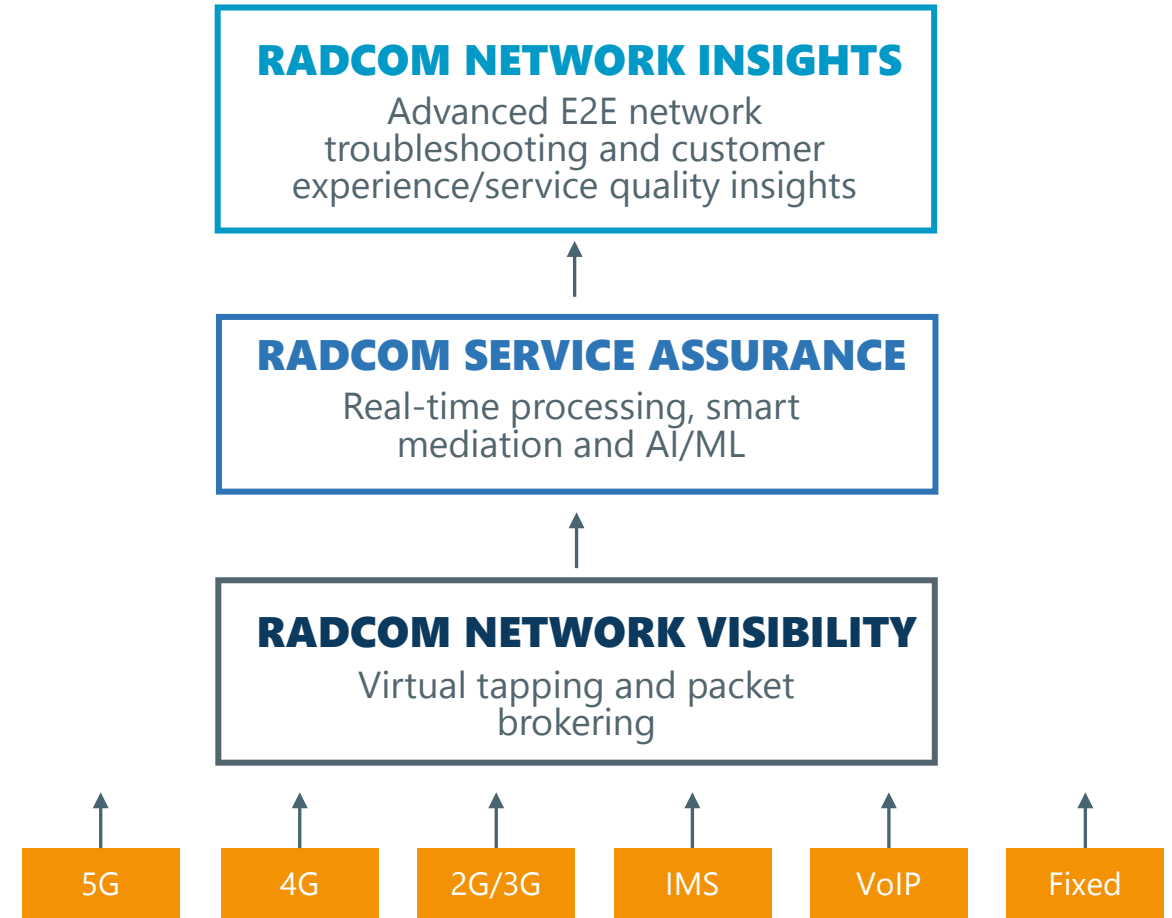 RADCOM NETWORK INSIGHTS
Advanced E2E network
troubleshooting and customer
experience/service quality insights
RADCOM SERVICE ASSURANCE
Real-time processing, smart
mediation and AI/ML
RADCOM NETWORK VISIBILITY
Virtual tapping and packet
brokering
5G
4G
2G/3G
IMS
VoIP
Fixed